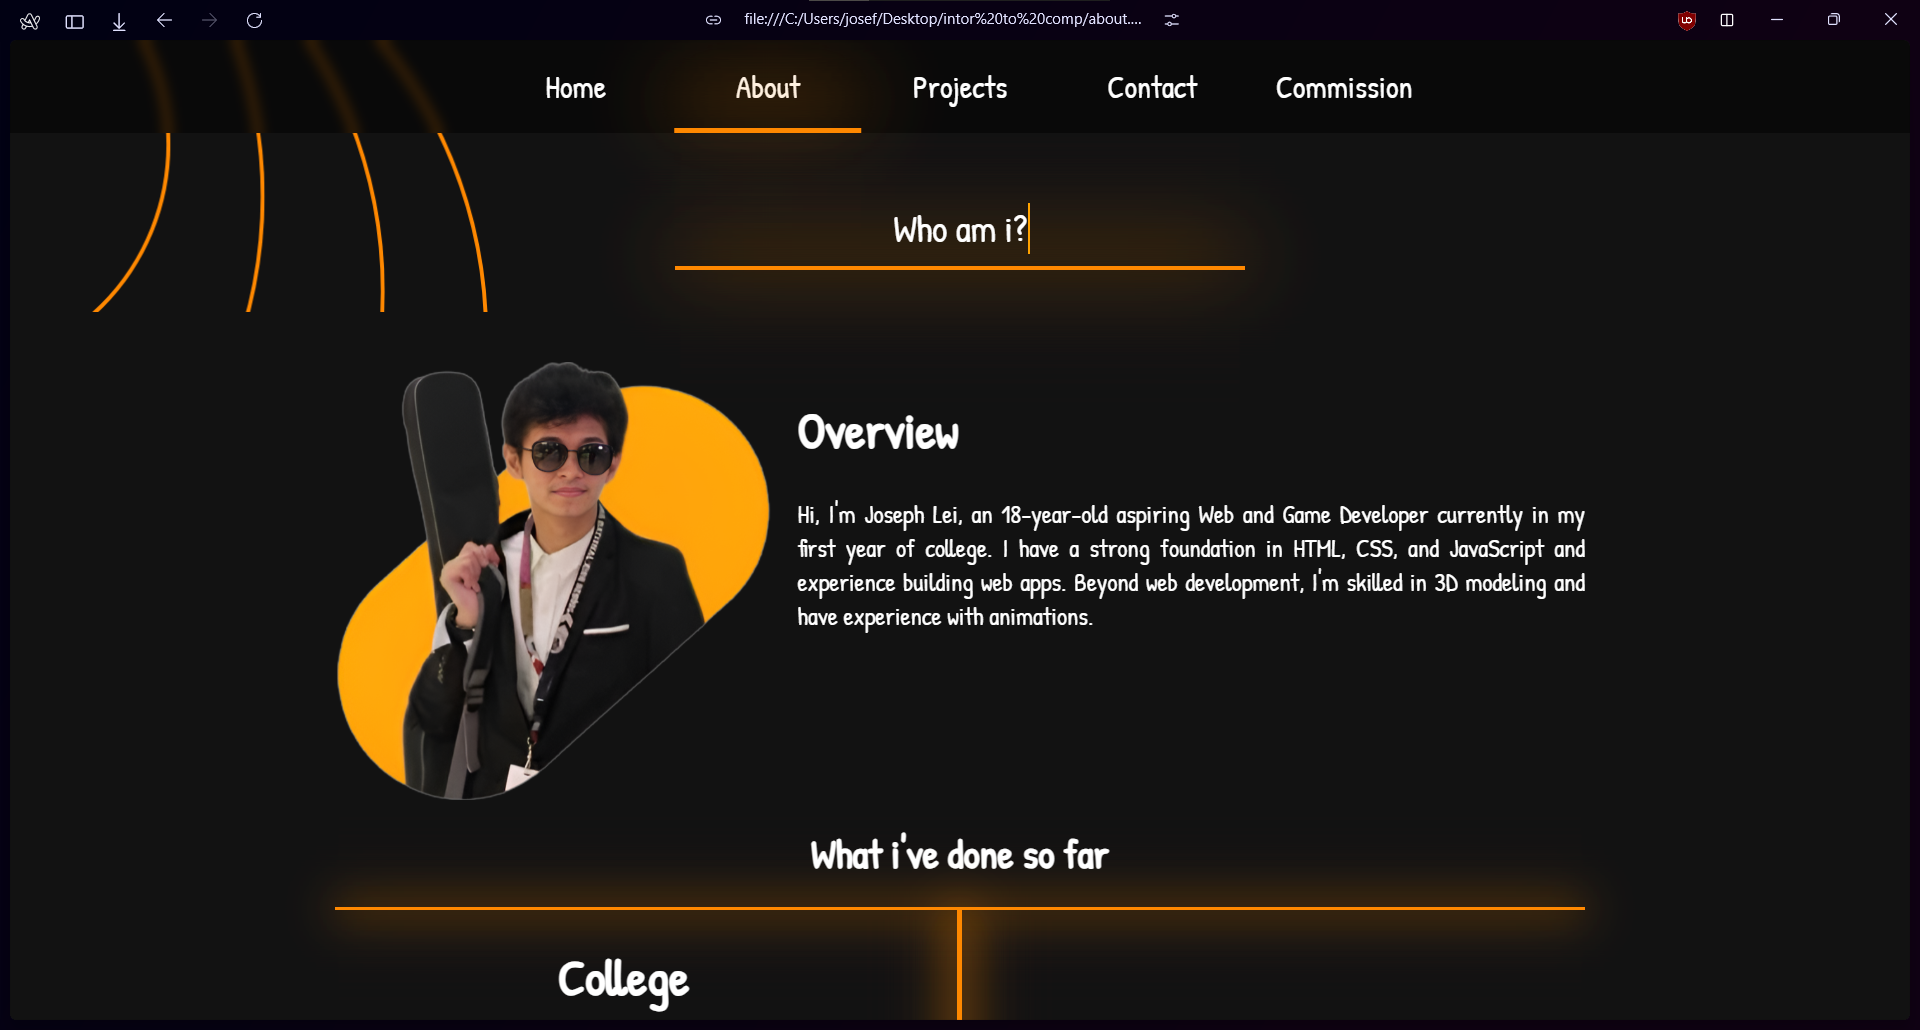 file:///C:/Users/josef/Desktop/intor%20to%20comp/about....
Home About Projects Contact Commission
Who am i?
Overview
Hi, I'm Joseph Lei, an 18-year-old aspiring Web and Game Developer currently in my
first year of college. I have a strong foundation in HTML, CSS, and JavaScript and
experience building web apps. Beyond web development, I'm skilled in 3D modeling and
have experience with animations.
What i've done so far
College